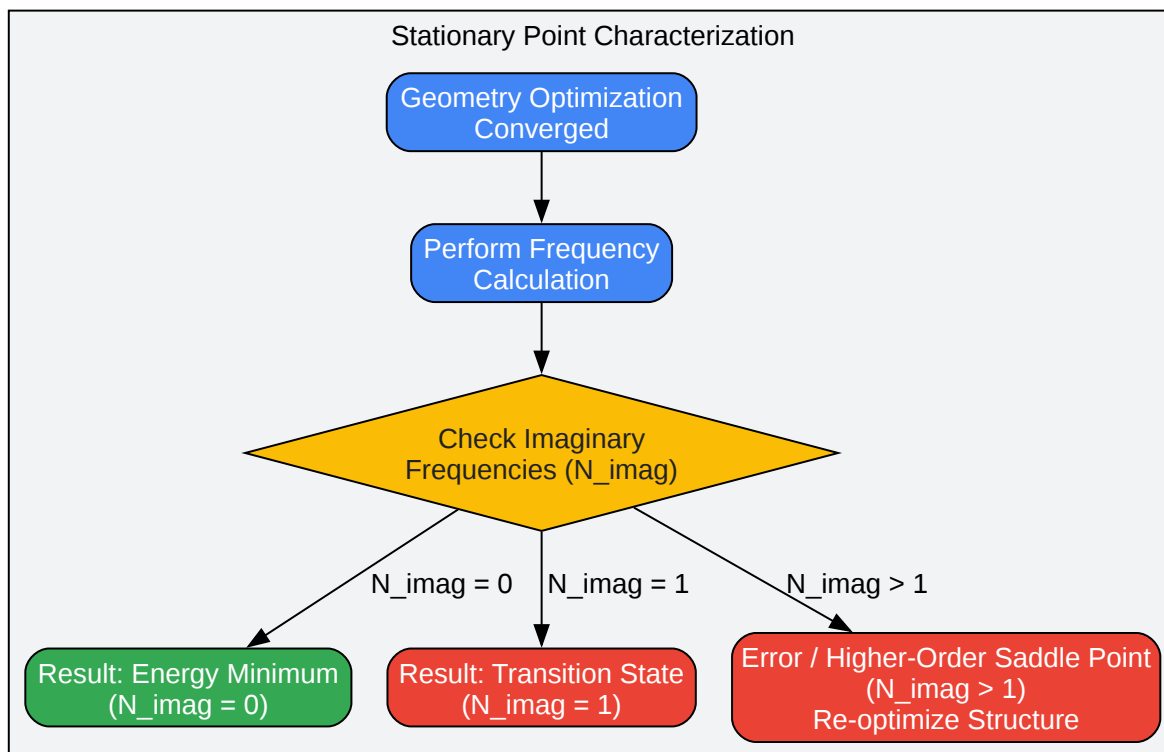 Stationary Point Characterization
Geometry Optimization
Converged
Perform Frequency
Calculation
Check Imaginary
Frequencies (N_imag)
N_imag = 0
N_imag = 1
N_imag > 1
Result: Energy Minimum
(N_imag = 0)
Result: Transition State
(N_imag = 1)
Error / Higher-Order Saddle Point
(N_imag > 1)
Re-optimize Structure